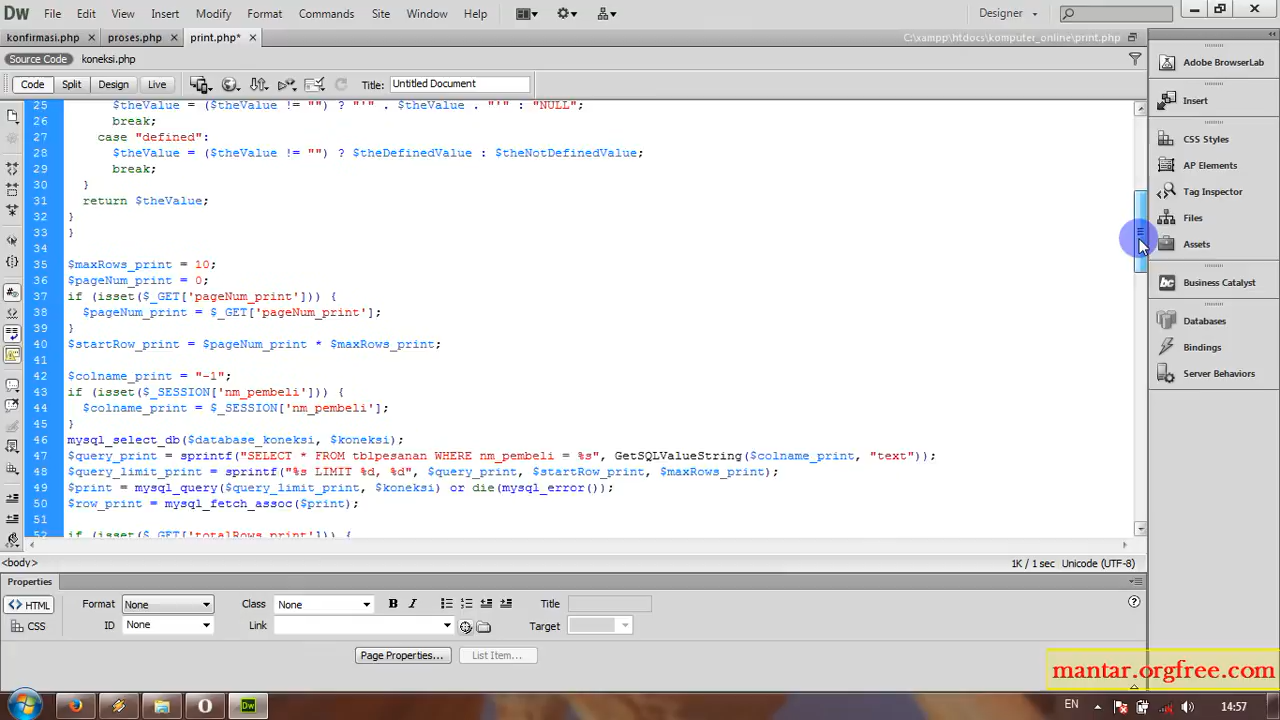 Dw
File Edit View Insert Modify Format Commands Site Window Help
Designer
konfirmasi.php × proses.php × print.php* ×
C:\xampp\htdocs\komputer_online\print.php
Source Code koneksi.php
Code Split Design Live Title: Untitled Document
25 $theValue = ($theValue != "") ? "'" . $theValue . "'" : "NULL";
26 break;
27 case "defined":
28 $theValue = ($theValue != "") ? $theDefinedValue : $theNotDefinedValue;
29 break;
30 }
31 return $theValue;
32 }
33 }
34
35 $maxRows_print = 10;
36 $pageNum_print = 0;
37 if (isset($_GET['pageNum_print'])) {
38 $pageNum_print = $_GET['pageNum_print'];
39 }
40 $startRow_print = $pageNum_print * $maxRows_print;
41
42 $colname_print = "-1";
43 if (isset($_SESSION['nm_pembeli'])) {
44 $colname_print = $_SESSION['nm_pembeli'];
45 }
46 mysql_select_db($database_koneksi, $koneksi);
47 $query_print = sprintf("SELECT * FROM tblpesanan WHERE nm_pembeli = %s", GetSQLValueString($colname_print, "text"));
48 $query_limit_print = sprintf("%s LIMIT %d, %d", $query_print, $startRow_print, $maxRows_print);
49 $print = mysql_query($query_limit_print, $koneksi) or die(mysql_error());
50 $row_print = mysql_fetch_assoc($print);
51
52 if (isset($_GET['totalRows_print'])) {
<body>
1K / 1 sec Unicode (UTF-8)
Adobe BrowserLab
Insert
CSS Styles
AP Elements
Tag Inspector
Files
Assets
Business Catalyst
Databases
Bindings
Server Behaviors
Properties
<> HTML Format None Class None B I Title
CSS ID None Link Target
Page Properties... List Item...
mantar.orgfree.com
EN 14:57